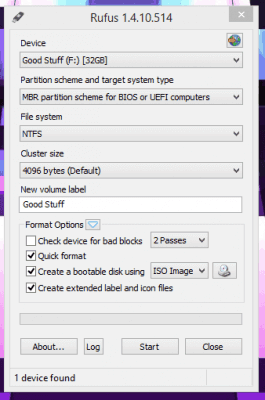 Rufus 1.4.10.514
Device
Good Stuff (F:) [32GB]
Partition scheme and target system type
MBR partition scheme for BIOS or UEFI computers
File system
NTFS
Cluster size
4096 bytes (Default)
New volume label
Good Stuff
Format Options
Check device for bad blocks 2 Passes
Quick format
Create a bootable disk using ISO Image
Create extended label and icon files
About... Log Start Close
1 device found